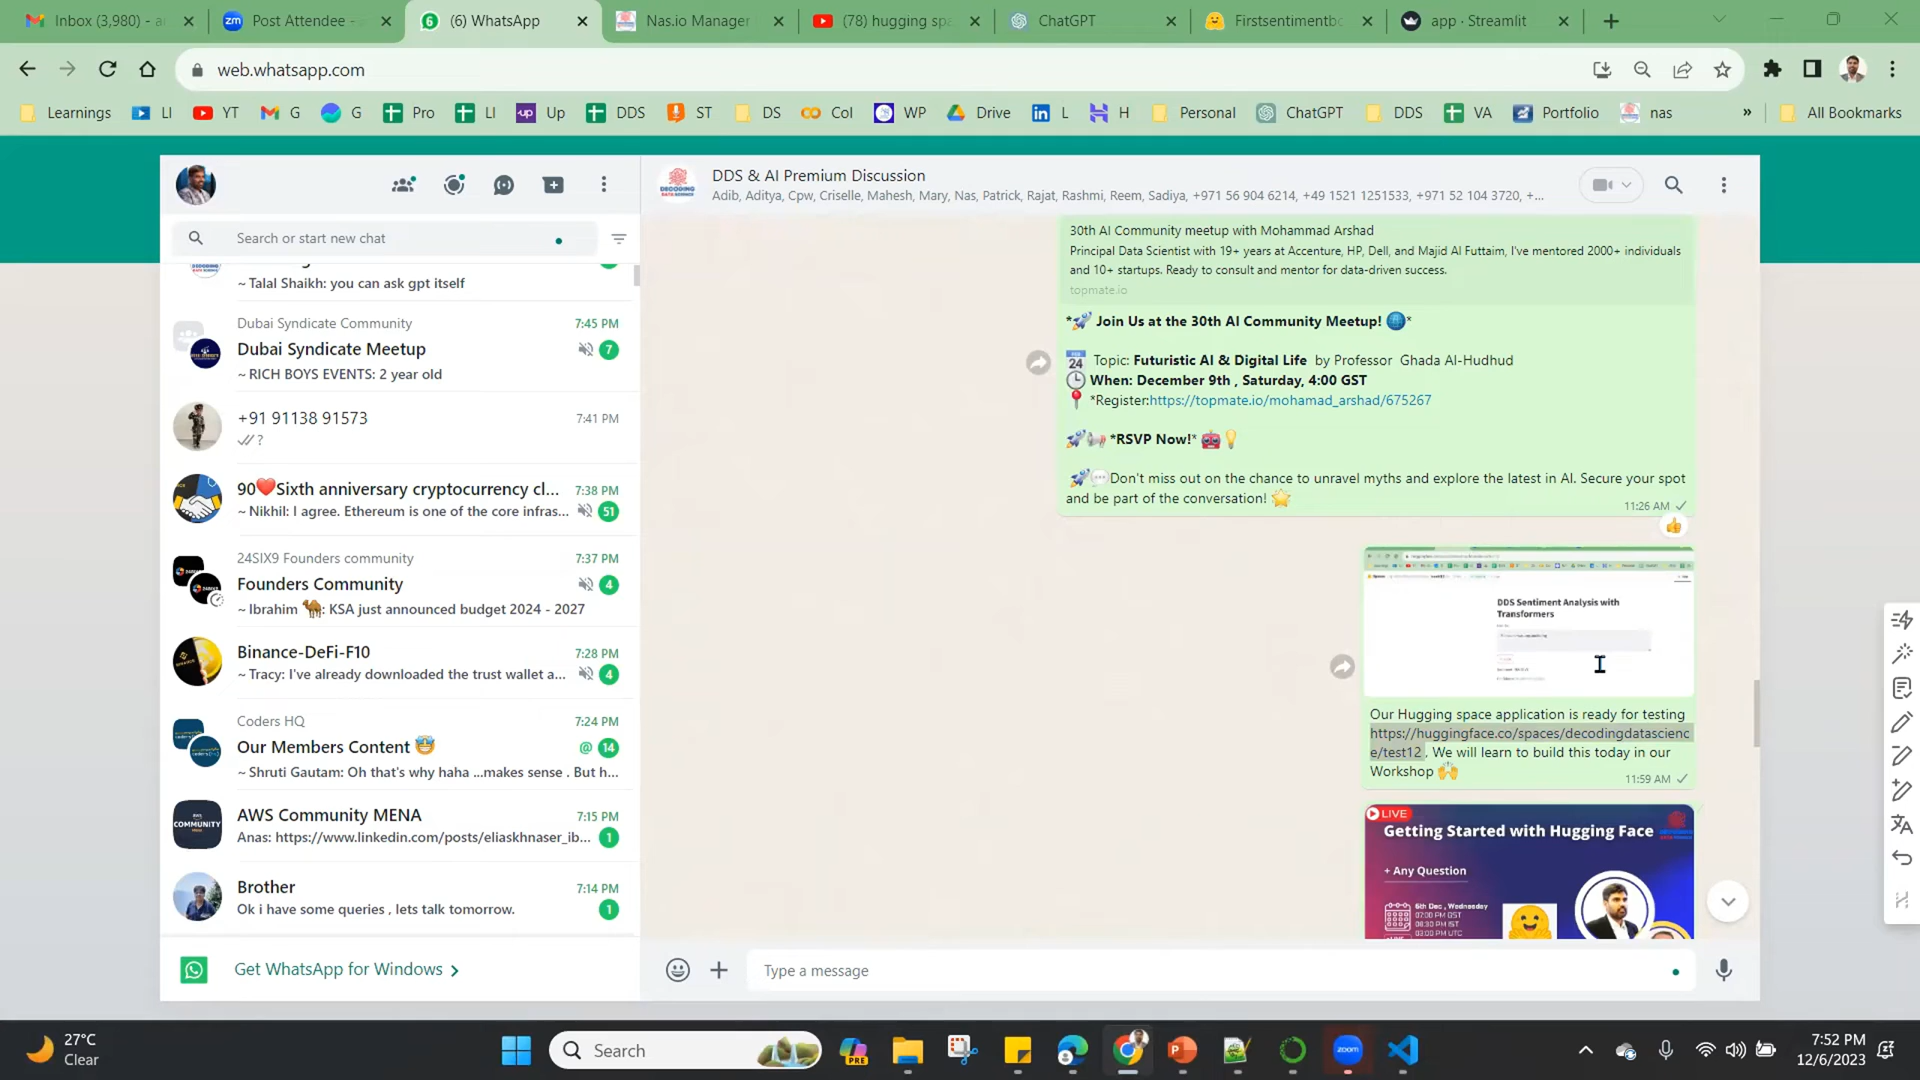 Inbox (3,980) - a
Post Attendee -
(6) WhatsApp
Nas.io Manager
(78) hugging spa
ChatGPT
Firstsentimentbo
app · Streamlit
web.whatsapp.com
Learnings
LI
YT
G
G
Pro
LI
Up
DDS
ST
DS
Col
WP
Drive
L
H
Personal
ChatGPT
DDS
VA
Portfolio
nas
»
All Bookmarks
Search or start new chat
~ Talal Shaikh: you can ask gpt itself
Dubai Syndicate Community
7:45 PM
Dubai Syndicate Meetup
7
~ RICH BOYS EVENTS: 2 year old
+91 91138 91573
7:41 PM
?
90❤️Sixth anniversary cryptocurrency cl...
7:38 PM
~ Nikhil: I agree. Ethereum is one of the core infras...
51
24SIX9 Founders community
7:37 PM
Founders Community
4
~ Ibrahim 🐫: KSA just announced budget 2024 - 2027
Binance-DeFi-F10
7:28 PM
~ Tracy: I've already downloaded the trust wallet a...
4
Coders HQ
7:24 PM
Our Members Content 🤩
@ 14
~ Shruti Gautam: Oh that's why haha ...makes sense . But h...
AWS Community MENA
7:15 PM
Anas: https://www.linkedin.com/posts/eliaskhnaser_ib...
1
Brother
7:14 PM
Ok i have some queries , lets talk tomorrow.
1
Get WhatsApp for Windows
DDS & AI Premium Discussion
Adib, Aditya, Cpw, Criselle, Mahesh, Mary, Nas, Patrick, Rajat, Rashmi, Reem, Sadiya, +971 56 904 6214, +49 1521 1251533, +971 52 104 3720, +...
30th AI Community meetup with Mohammad Arshad
Principal Data Scientist with 19+ years at Accenture, HP, Dell, and Majid Al Futtaim, I've mentored 2000+ individuals
and 10+ startups. Ready to consult and mentor for data-driven success.
topmate.io
*🚀 Join Us at the 30th AI Community Meetup! 🌐*
📅 Topic: Futuristic AI & Digital Life by Professor Ghada Al-Hudhud
🕒 When: December 9th , Saturday, 4:00 GST
📍 *Register:https://topmate.io/mohamad_arshad/675267
🚀📢 *RSVP Now!* 🤖💡
🚀💬Don't miss out on the chance to unravel myths and explore the latest in AI. Secure your spot
and be part of the conversation! 🌟
11:26 AM
DDS Sentiment Analysis with
Transformers
Our Hugging space application is ready for testing
https://huggingface.co/spaces/decodingdatascienc
e/test12 . We will learn to build this today in our
Workshop 🙌
11:59 AM
LIVE
Getting Started with Hugging Face
+ Any Question
6th Dec , Wednesday
07:00 PM GST
08:30 PM IST
03:00 PM UTC
Type a message
27°C
Clear
Search
7:52 PM
12/6/2023